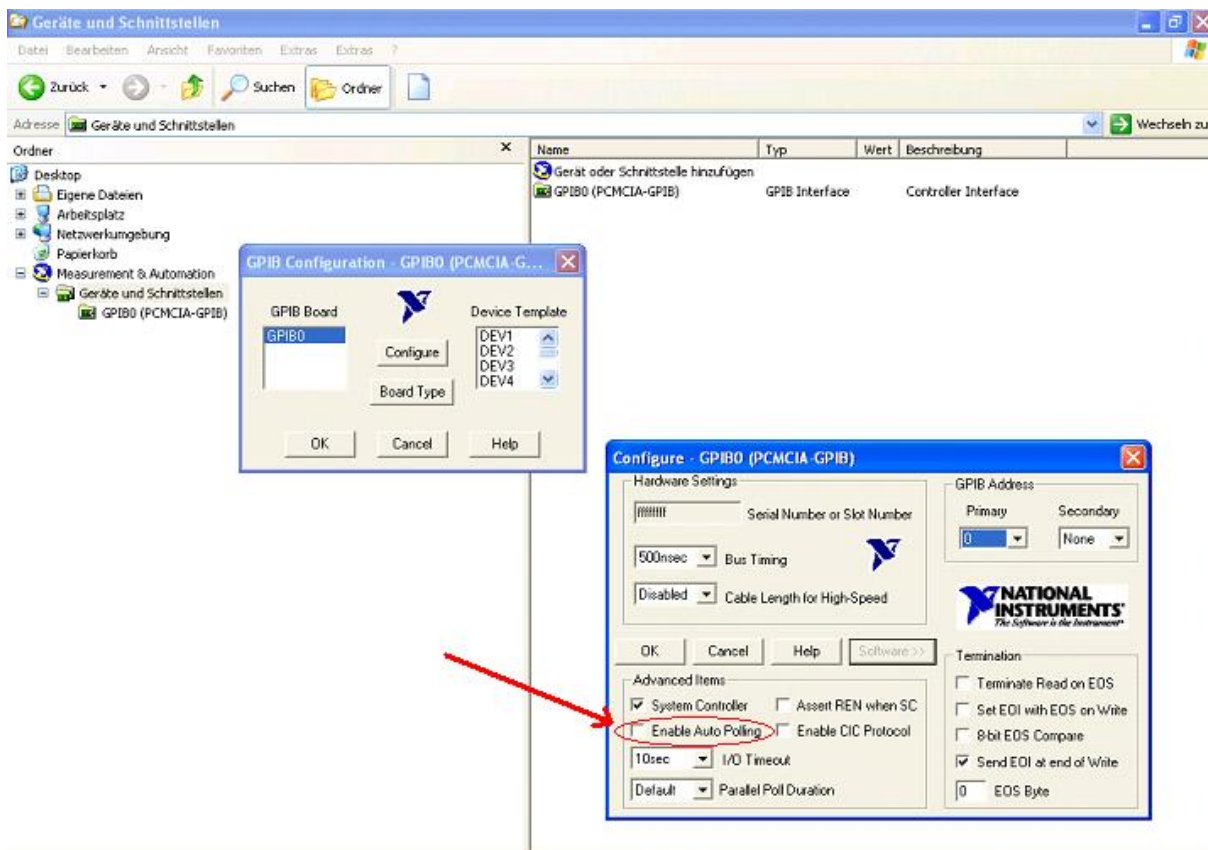 Geräte und Schnittstellen
Datei Bearbeiten Ansicht Favoriten Extras Extras ?
Zurück Suchen Ordner
Adresse Geräte und Schnittstellen Wechseln zu
Ordner
Desktop
Eigene Dateien
Arbeitsplatz
Netzwerkumgebung
Papierkorb
Measurement & Automation
Geräte und Schnittstellen
GPIB0 (PCMCIA-GPIB)
Name Typ Wert Beschreibung
Gerät oder Schnittstelle hinzufügen
GPIB0 (PCMCIA-GPIB) GPIB Interface Controller Interface
GPIB Configuration - GPIB0 (PCMCIA-G...
GPIB Board Device Template
GPIB0
DEV1
DEV2
DEV3
DEV4
Configure
Board Type
OK Cancel Help
Configure - GPIB0 (PCMCIA-GPIB)
Hardware Settings
Serial Number or Slot Number
500nsec Bus Timing
Disabled Cable Length for High-Speed
OK Cancel Help Software >>
Advanced Items
System Controller Assert REN when SC
Enable Auto Polling Enable CIC Protocol
10sec I/O Timeout
Default Parallel Poll Duration
GPIB Address
Primary Secondary
0 None
NATIONAL
INSTRUMENTS
The Software is the Instrument
Termination
Terminate Read on EOS
Set EOI with EOS on Write
8-bit EOS Compare
Send EOI at end of Write
0 EOS Byte